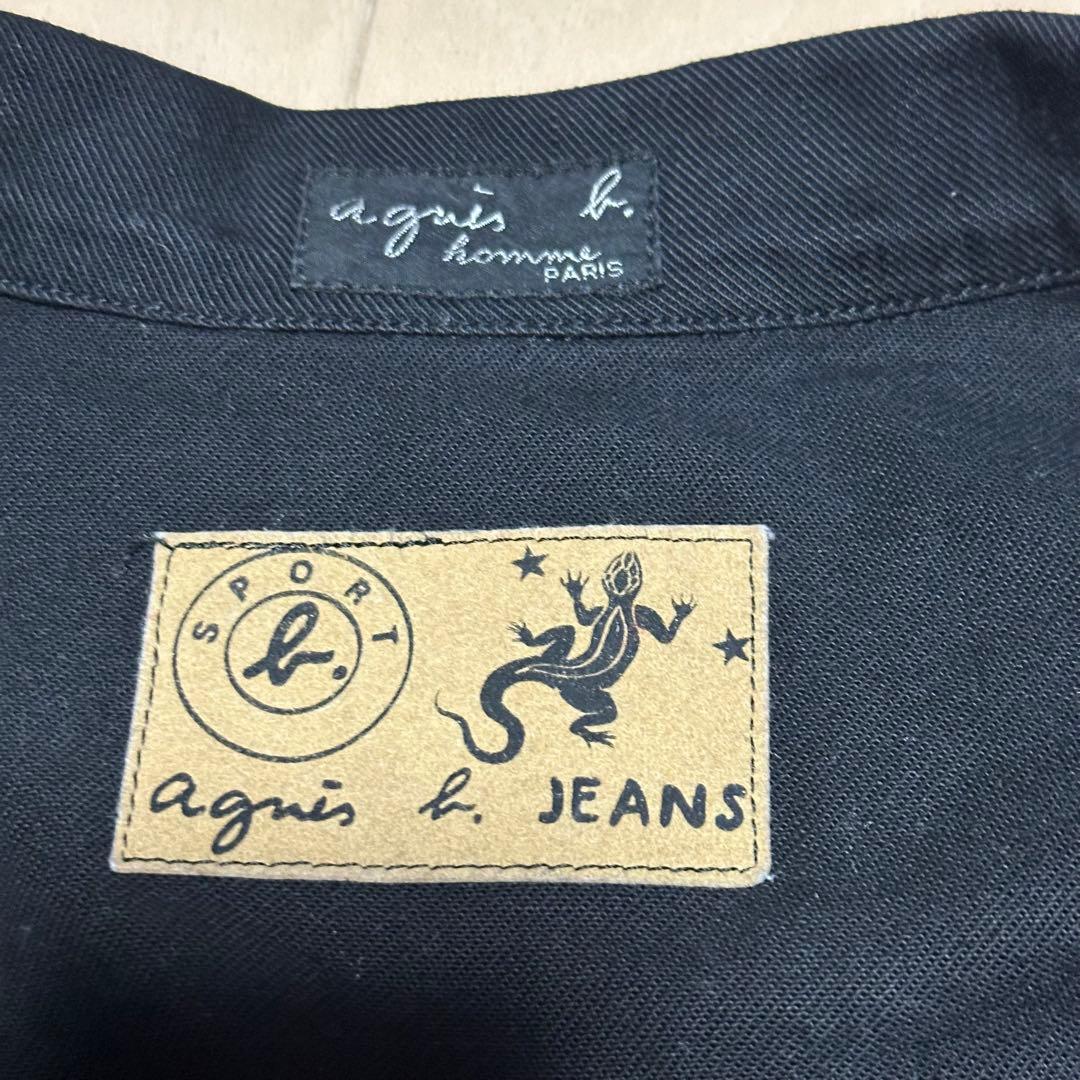 agnès b.
homme
PARIS
SPORT
b.
agnès b. JEANS